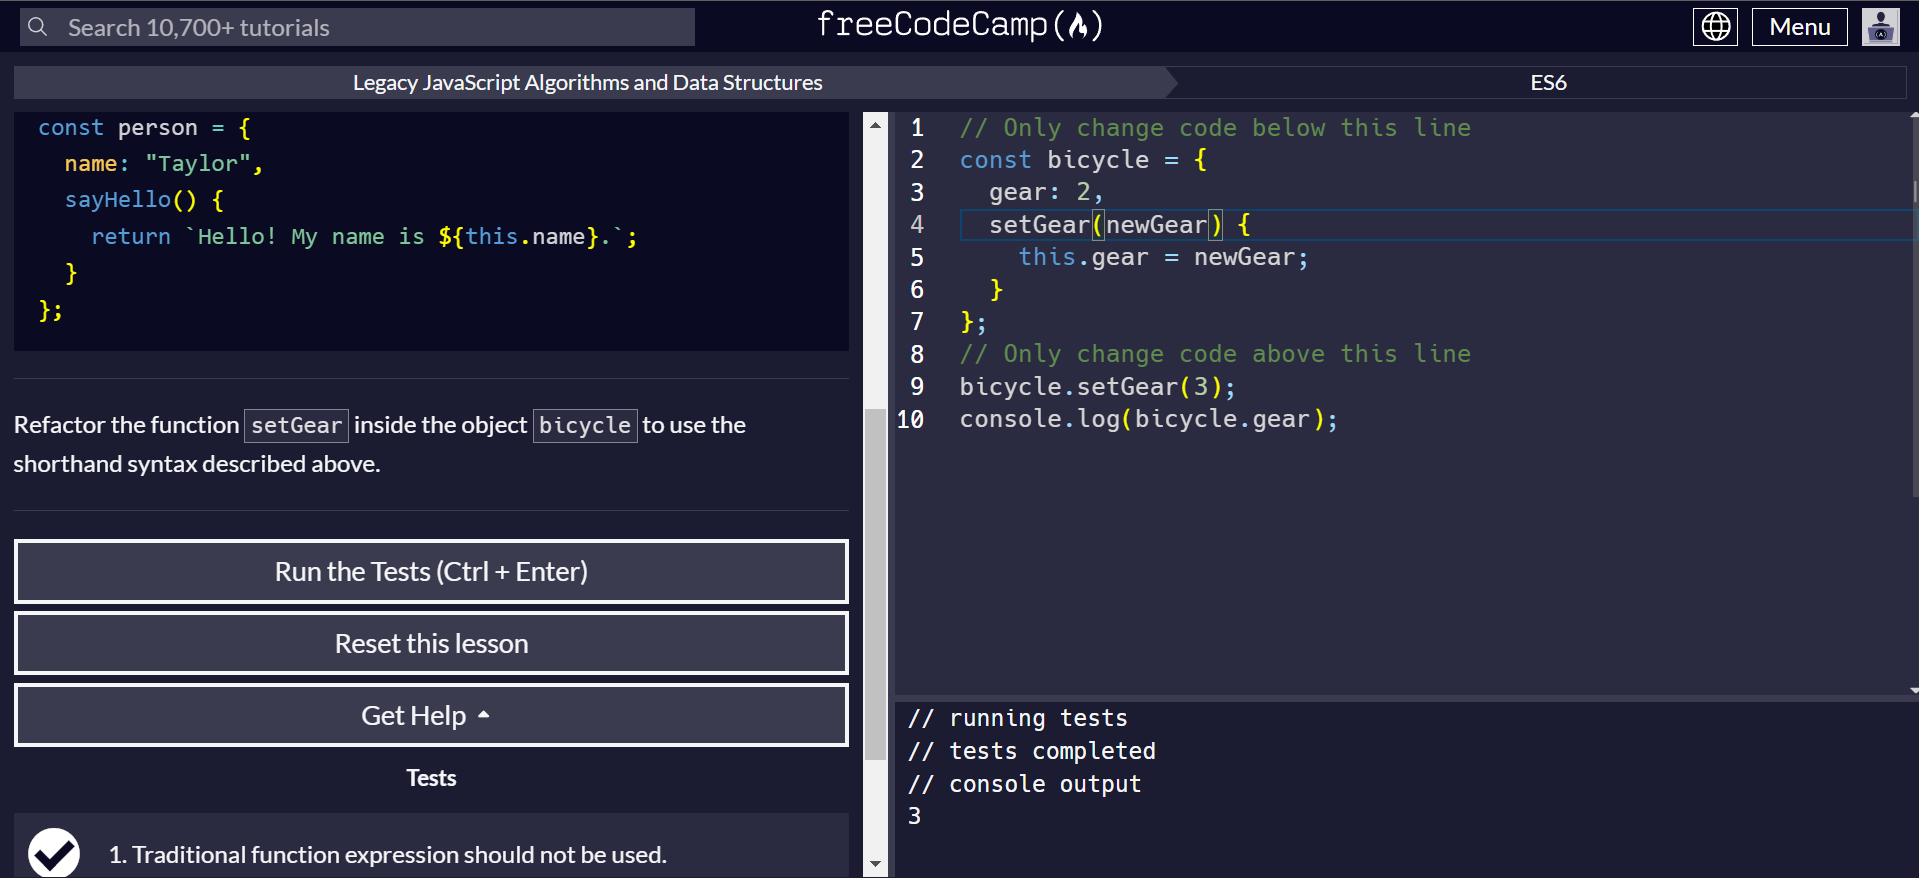 Search 10,700+ tutorials
freeCodeCamp(🔥)
Menu
Legacy JavaScript Algorithms and Data Structures
ES6
const person = {
  name: "Taylor",
  sayHello() {
    return `Hello! My name is ${this.name}.`;
  }
};
Refactor the function setGear inside the object bicycle to use the
shorthand syntax described above.
Run the Tests (Ctrl + Enter)
Reset this lesson
Get Help
Tests
1. Traditional function expression should not be used.
1 // Only change code below this line
2 const bicycle = {
3   gear: 2,
4   setGear(newGear) {
5     this.gear = newGear;
6   }
7 };
8 // Only change code above this line
9 bicycle.setGear(3);
10 console.log(bicycle.gear);
// running tests
// tests completed
// console output
3